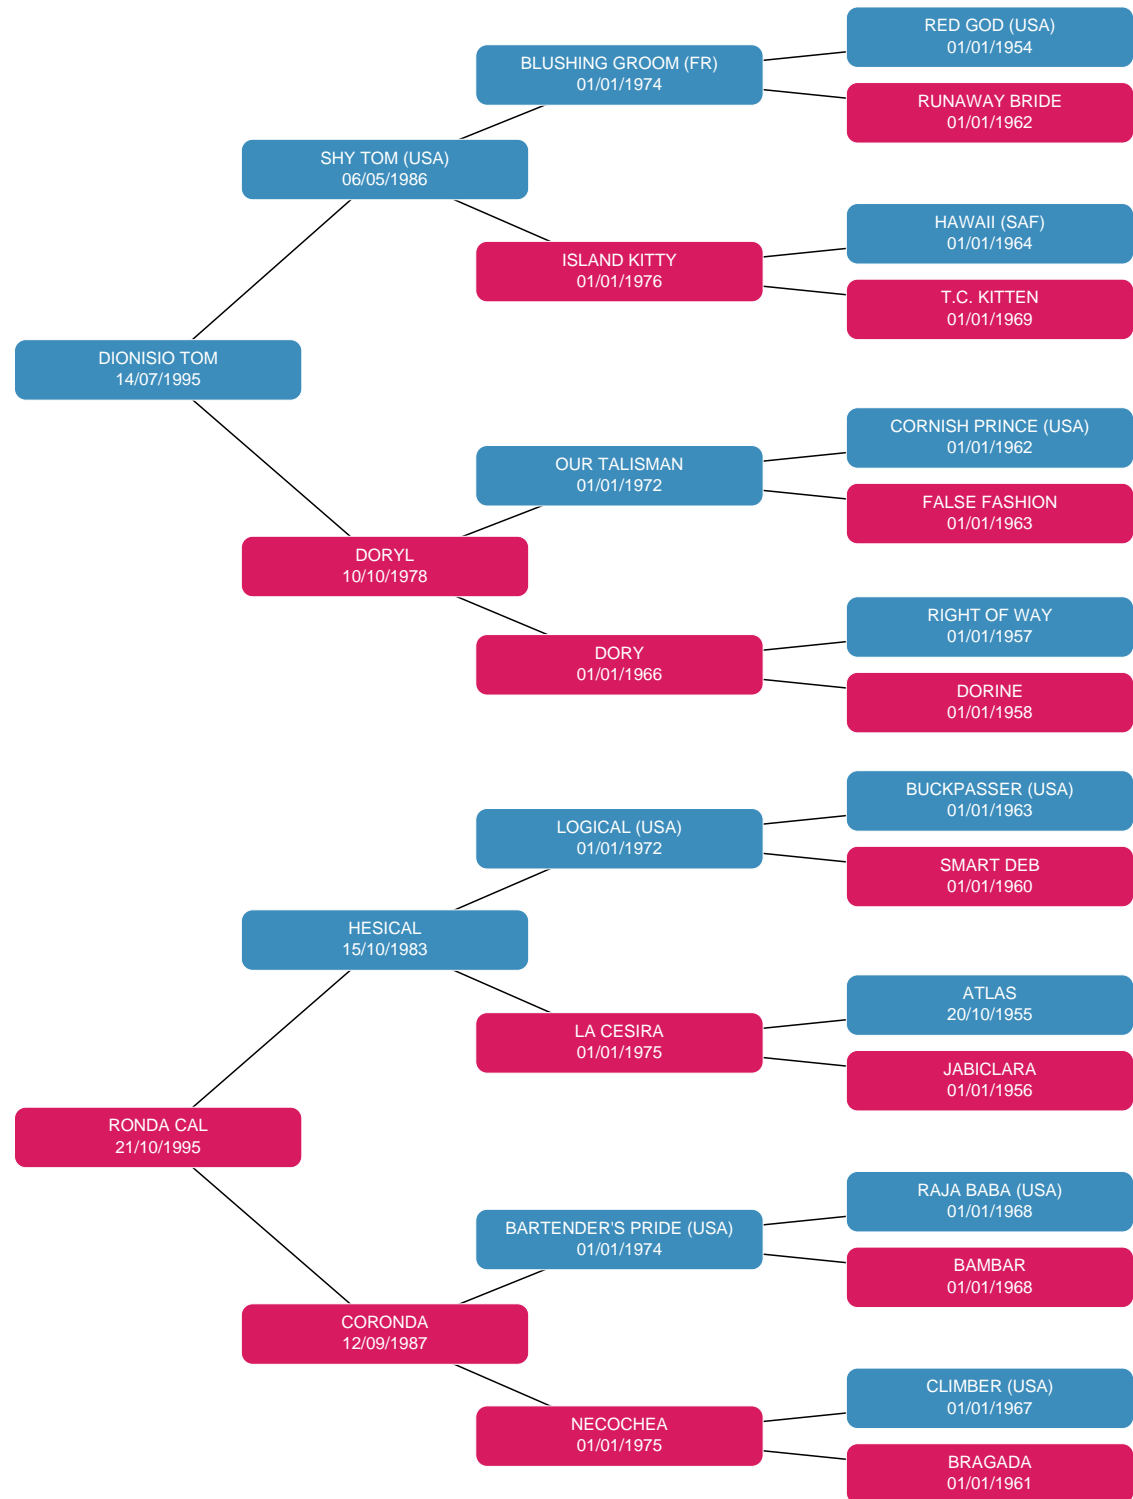 RED GOD (USA)
01/01/1954
BLUSHING GROOM (FR)
01/01/1974
RUNAWAY BRIDE
01/01/1962
SHY TOM (USA)
06/05/1986
HAWAII (SAF)
01/01/1964
ISLAND KITTY
01/01/1976
T.C. KITTEN
01/01/1969
DIONISIO TOM
14/07/1995
CORNISH PRINCE (USA)
01/01/1962
OUR TALISMAN
01/01/1972
FALSE FASHION
01/01/1963
DORYL
10/10/1978
RIGHT OF WAY
01/01/1957
DORY
01/01/1966
DORINE
01/01/1958
BUCKPASSER (USA)
01/01/1963
LOGICAL (USA)
01/01/1972
SMART DEB
01/01/1960
HESICAL
15/10/1983
ATLAS
20/10/1955
LA CESIRA
01/01/1975
JABICLARA
01/01/1956
RONDA CAL
21/10/1995
RAJA BABA (USA)
01/01/1968
BARTENDER'S PRIDE (USA)
01/01/1974
BAMBAR
01/01/1968
CORONDA
12/09/1987
CLIMBER (USA)
01/01/1967
NECOCHEA
01/01/1975
BRAGADA
01/01/1961